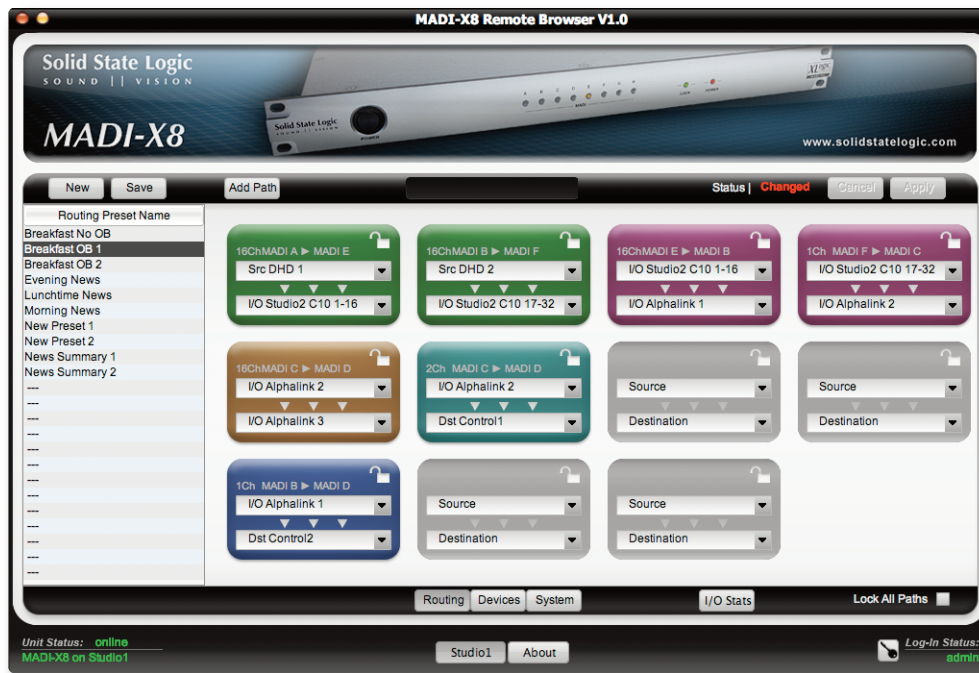 MADI-X8 Remote Browser V1.0
Solid State Logic
SOUND || VISION
MADI-X8
Solid State Logic
POWER
A B C D E F G H
MADI
www.solidstatelogic.com
New Save Add Path Status | Changed Cancel Apply
Routing Preset Name
Breakfast No OB
Breakfast OB 1
Breakfast OB 2
Evening News
Lunchtime News
Morning News
New Preset 1
New Preset 2
News Summary 1
News Summary 2
---
---
---
---
---
---
---
---
---
---
---
---
---
16ChMADI A ► MADI E
Src DHD 1
I/O Studio2 C10 1-16
16ChMADI B ► MADI F
Src DHD 2
I/O Studio2 C10 17-32
16ChMADI E ► MADI B
I/O Studio2 C10 1-16
I/O Alphalink 1
1Ch MADI F ► MADI C
I/O Studio2 C10 17-32
I/O Alphalink 2
16ChMADI C ► MADI D
I/O Alphalink 2
I/O Alphalink 3
2Ch MADI C ► MADI D
I/O Alphalink 2
Dst Control1
Source
Destination
Source
Destination
1Ch MADI B ► MADI D
I/O Alphalink 1
Dst Control2
Source
Destination
Source
Destination
Routing Devices System I/O Stats Lock All Paths
Unit Status: online
MADI-X8 on Studio1
Studio1 About
Log-In Status:
admin